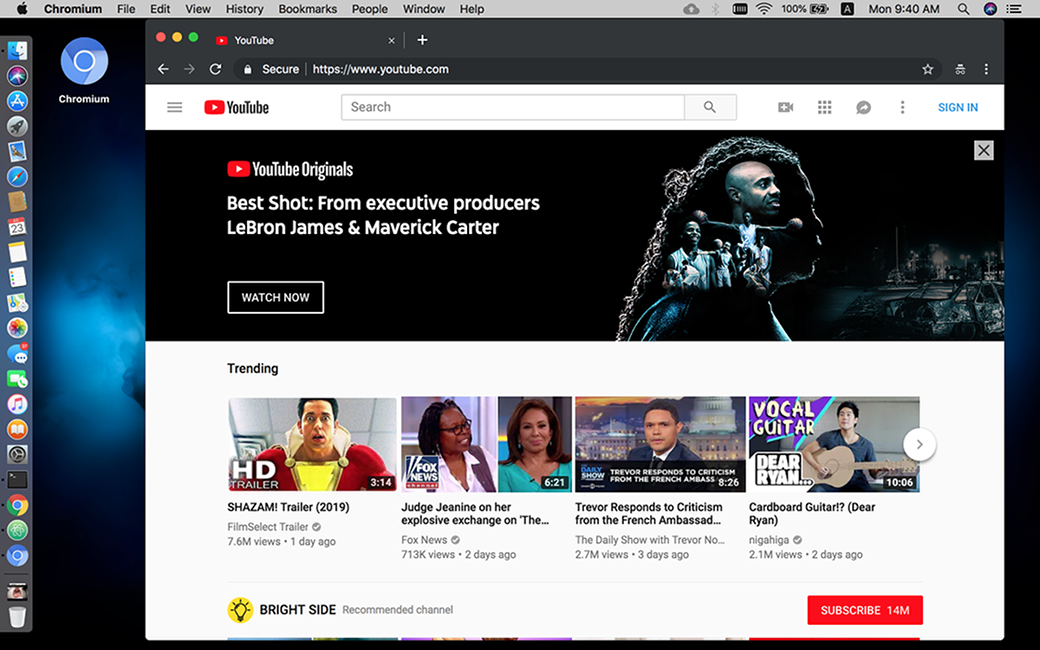 Chromium File Edit View History Bookmarks People Window Help 100% A Mon 9:40 AM
YouTube
Secure https://www.youtube.com
Chromium
YouTube Search SIGN IN
YouTube Originals
Best Shot: From executive producers
LeBron James & Maverick Carter
WATCH NOW
23
Trending
HD
TRAILER
3:14
FOX
NEWS
channel
6:21
THE
DAILY
SHOW
TREVOR RESPONDS TO CRITICISM
FROM THE FRENCH AMBASS
8:26
VOCAL
GUITAR
DEAR
RYAN...
10:06
SHAZAM! Trailer (2019)
FilmSelect Trailer
7.6M views • 1 day ago
Judge Jeanine on her
explosive exchange on 'The...
Fox News
713K views • 2 days ago
Trevor Responds to Criticism
from the French Ambassad...
The Daily Show with Trevor No...
2.7M views • 3 days ago
Cardboard Guitar!? (Dear
Ryan)
nigahiga
2.1M views • 2 days ago
BRIGHT SIDE Recommended channel
SUBSCRIBE 14M